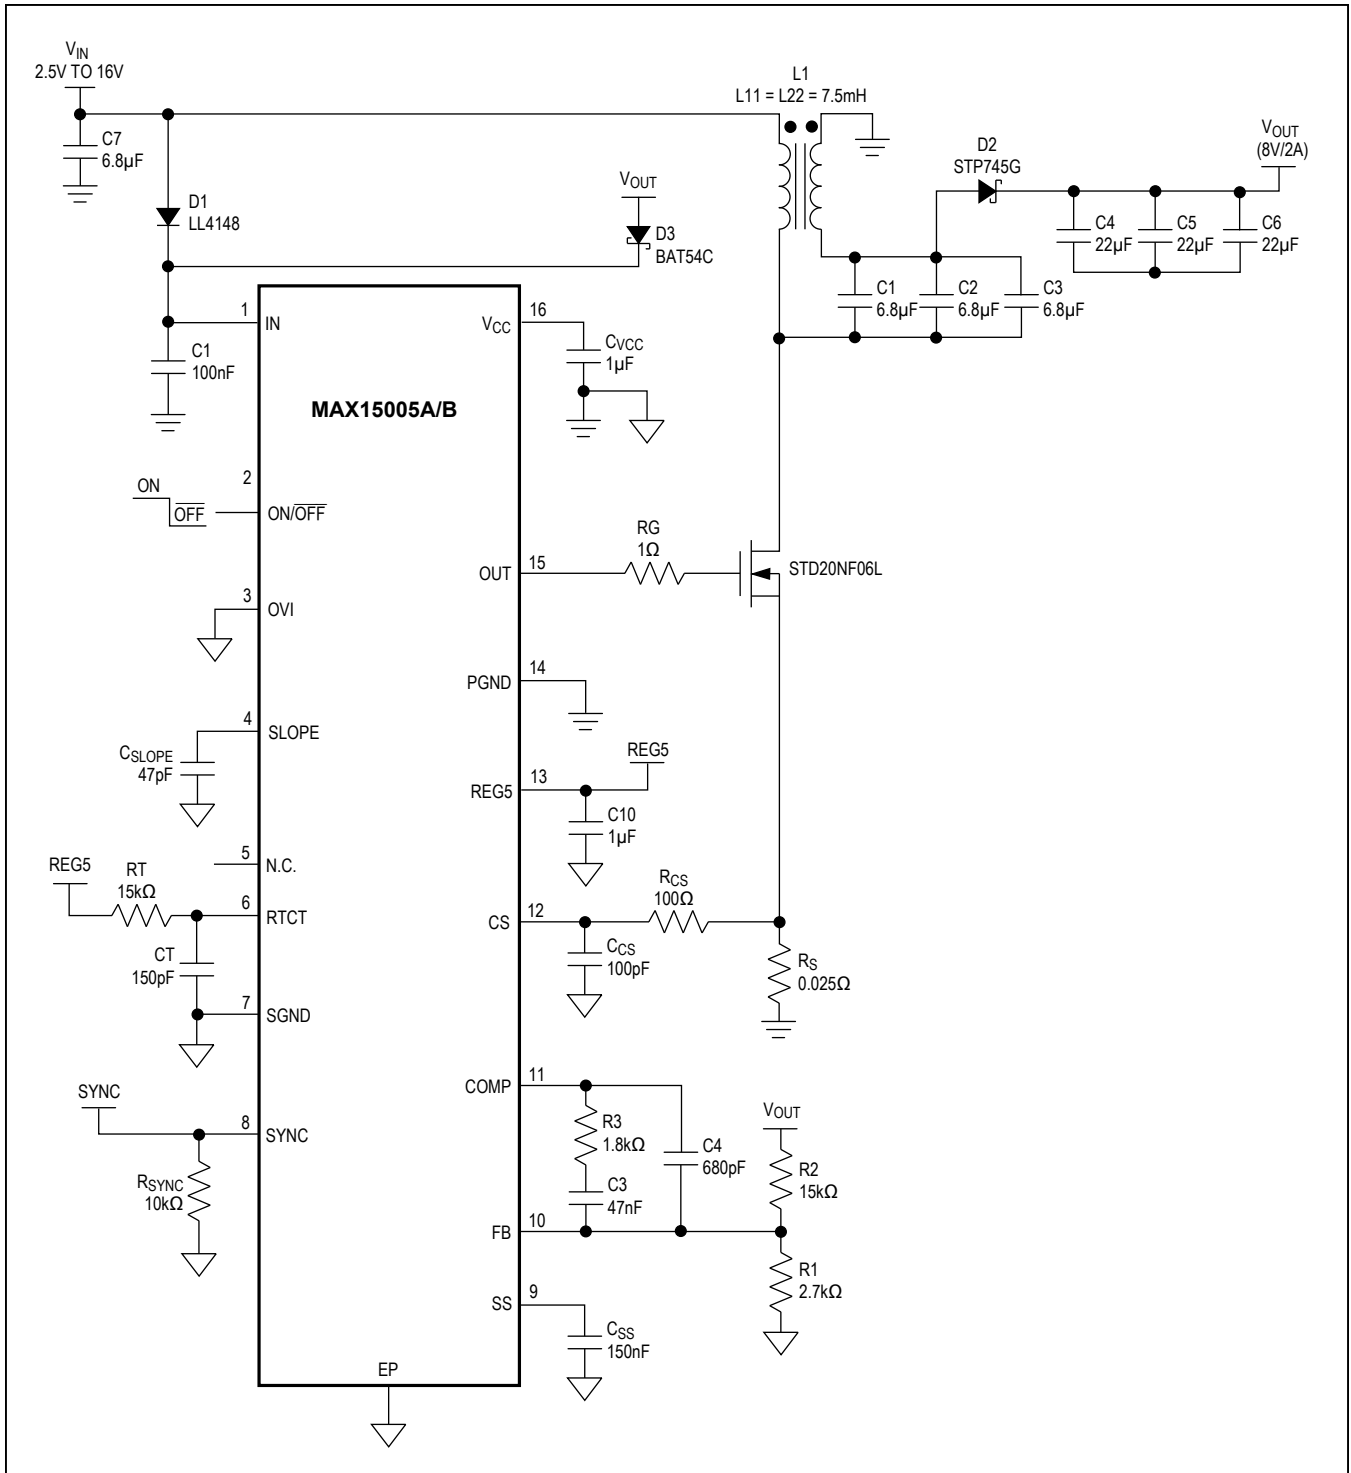 VIN
2.5V TO 16V
C7
6.8µF
D1
LL4148
VOUT
D3
BAT54C
L1
L11 = L22 = 7.5mH
D2
STP745G
VOUT
(8V/2A)
C4
22µF
C5
22µF
C6
22µF
C1
6.8µF
C2
6.8µF
C3
6.8µF
C1
100nF
1
IN
VCC
16
CVCC
1µF
MAX15005A/B
ON
OFF
2
ON/OFF
OUT
15
RG
1Ω
STD20NF06L
3
OVI
PGND
14
4
SLOPE
CSLOPE
47pF
REG5
13
REG5
C10
1µF
5
N.C.
REG5
RT
15kΩ
6
RTCT
CT
150pF
7
SGND
CS
12
RCS
100Ω
CCS
100pF
RS
0.025Ω
SYNC
8
SYNC
RSYNC
10kΩ
COMP
11
R3
1.8kΩ
C3
47nF
C4
680pF
VOUT
R2
15kΩ
FB
10
R1
2.7kΩ
SS
9
CSS
150nF
EP